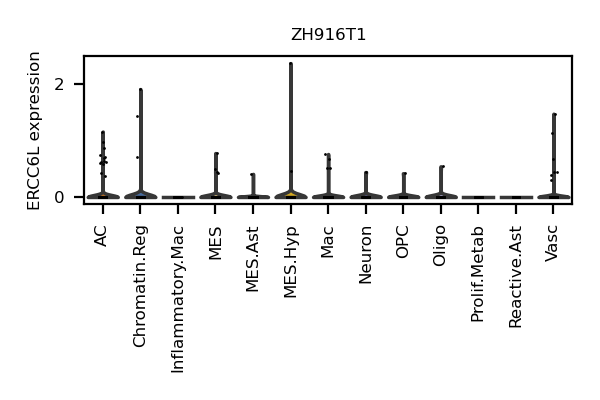 ZH916T1
ERCC6L expression
2
0
AC
Chromatin.Reg
Inflammatory.Mac
MES
MES.Ast
MES.Hyp
Mac
Neuron
OPC
Oligo
Prolif.Metab
Reactive.Ast
Vasc